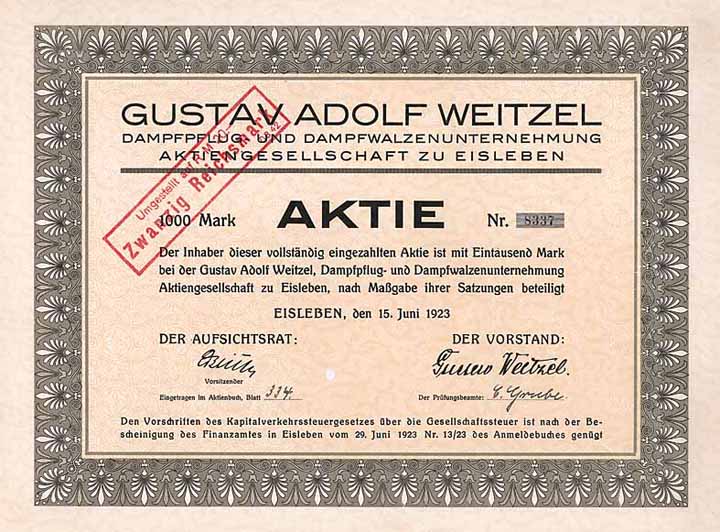 GUSTAV ADOLF WEITZEL
DAMPFPFLUG UND DAMPFWALZENUNTERNEHMUNG
AKTIENGESELLSCHAFT ZU EISLEBEN
Umgestellt auf
Zwanzig Reichsmark
1000 Mark AKTIE Nr. 8337
Der Inhaber dieser vollständig eingezahlten Aktie ist mit Eintausend Mark
bei der Gustav Adolf Weitzel, Dampfpflug- und Dampfwalzenunternehmung
Aktiengesellschaft zu Eisleben, nach Maßgabe ihrer Satzungen beteiligt
EISLEBEN, den 15. Juni 1923
DER AUFSICHTSRAT: DER VORSTAND:
Gustav Weitzel.
Vorsitzender
Eingetragen im Aktienbuch, Blatt 334. Der Prüfungsbeamte: C. Grube.
Den Vorschriften des Kapitalverkehrssteuergesetzes über die Gesellschaftssteuer ist nach der Be-
scheinigung des Finanzamtes in Eisleben vom 29. Juni 1923 Nr. 13/23 des Anmeldebuches genügt